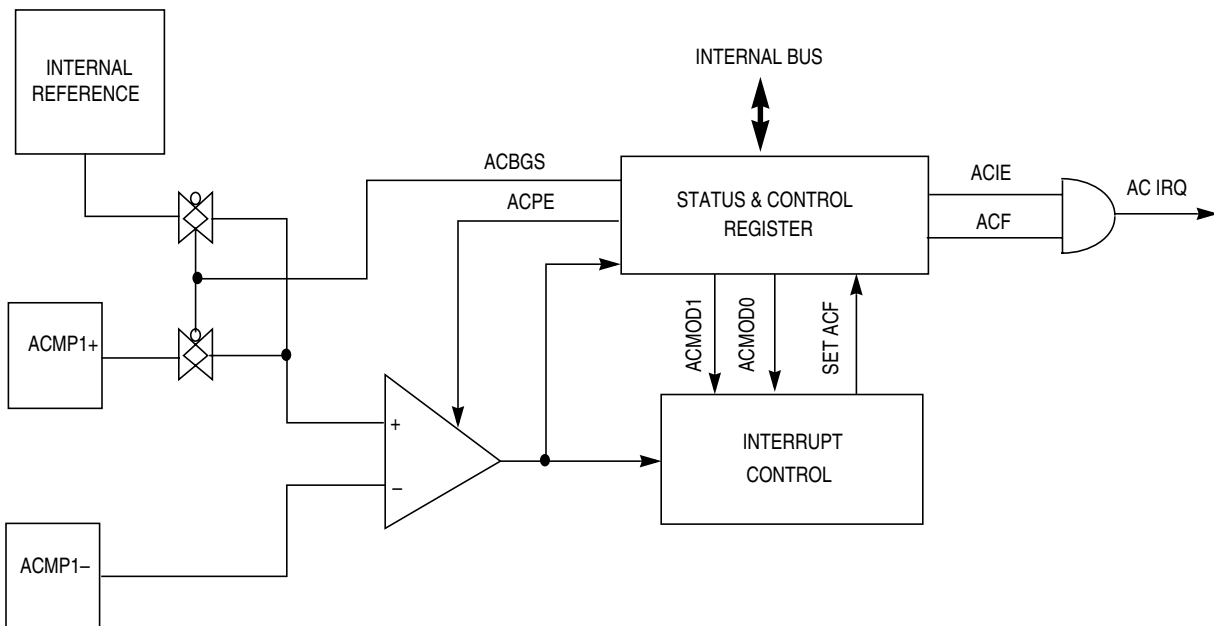 INTERNAL
REFERENCE
INTERNAL BUS
ACBGS
ACPE
STATUS & CONTROL
REGISTER
ACIE
ACF
AC IRQ
ACMP1+
ACMOD1
ACMOD0
SET ACF
+
–
INTERRUPT
CONTROL
ACMP1–